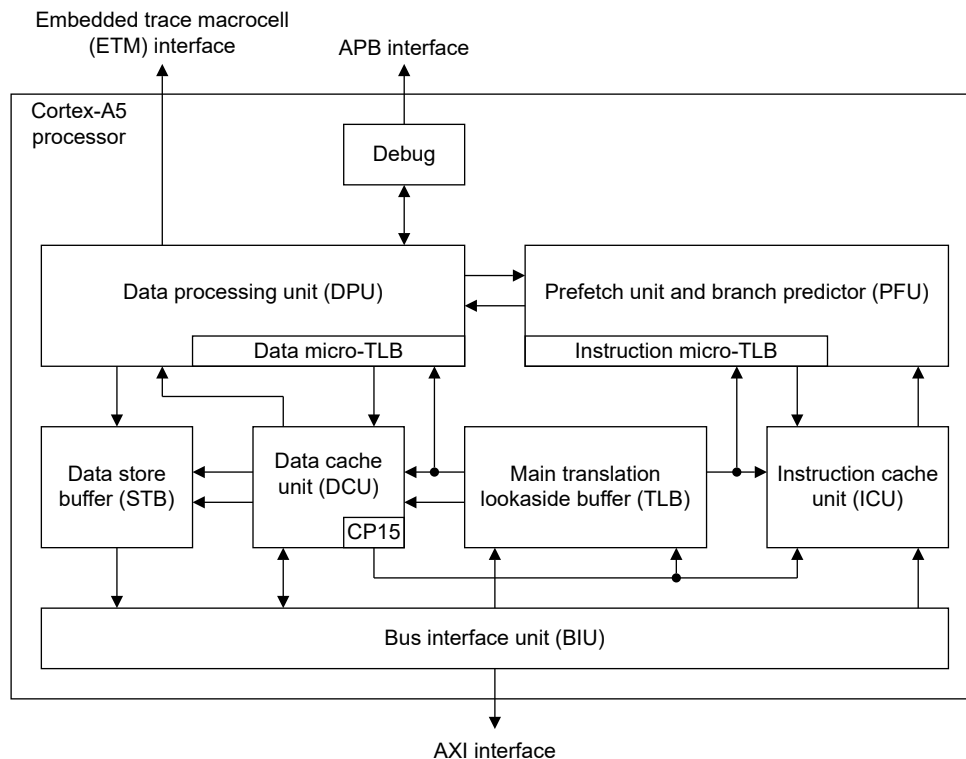 Embedded trace macrocell
(ETM) interface
APB interface
Cortex-A5
processor
Debug
Data processing unit (DPU)
Prefetch unit and branch predictor (PFU)
Data micro-TLB
Instruction micro-TLB
Data store
buffer (STB)
Data cache
unit (DCU)
CP15
Main translation
lookaside buffer (TLB)
Instruction cache
unit (ICU)
Bus interface unit (BIU)
AXI interface